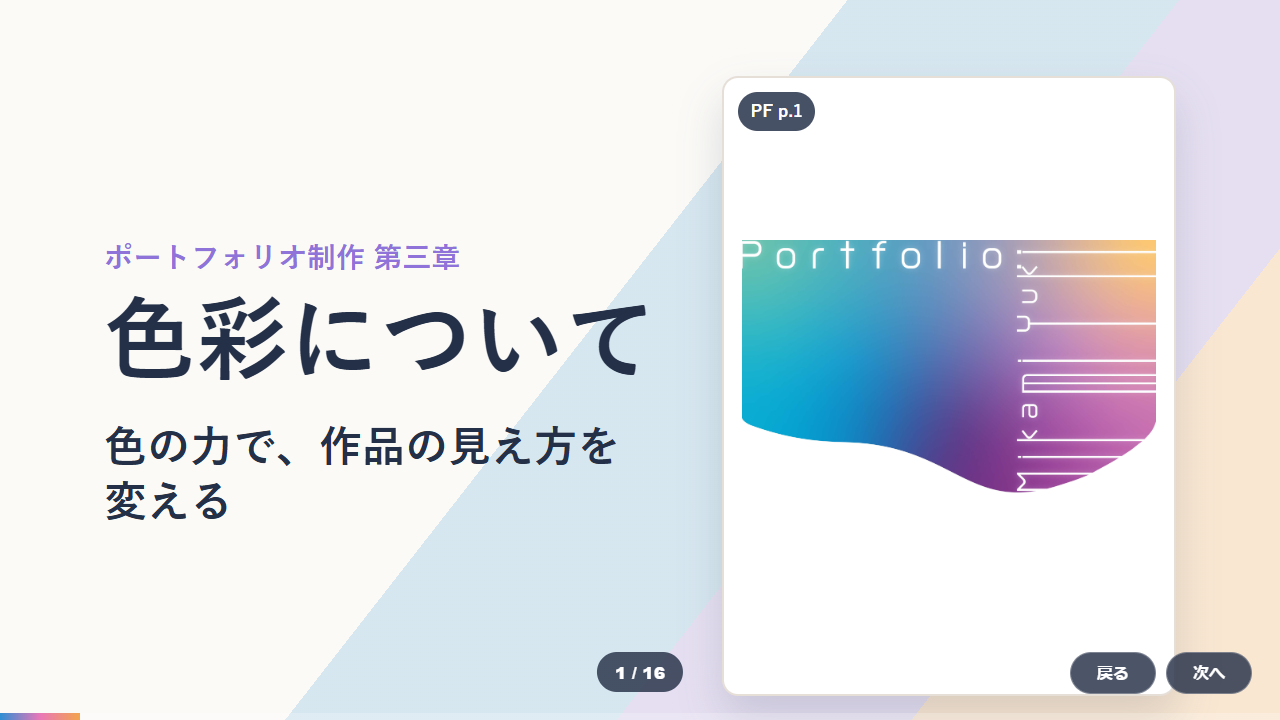 ポートフォリオ制作 第三章
色彩について
色の力で、作品の見え方を
変える
PF p.1
Portfolio
Mikamiyuki
1 / 16
戻る
次へ